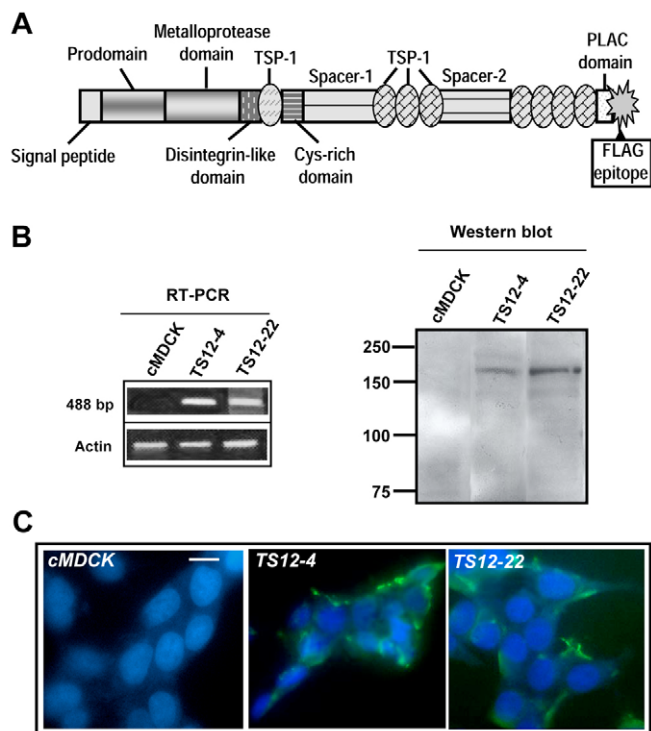 A
Metalloprotease
domain
Prodomain
TSP-1
Spacer-1
TSP-1
Spacer-2
PLAC
domain
Signal peptide
Disintegrin-like
domain
Cys-rich
domain
FLAG
epitope
B
RT-PCR
cMDCK
TS12-4
TS12-22
488 bp
Actin
Western blot
cMDCK
TS12-4
TS12-22
250
150
100
75
C
cMDCK
TS12-4
TS12-22